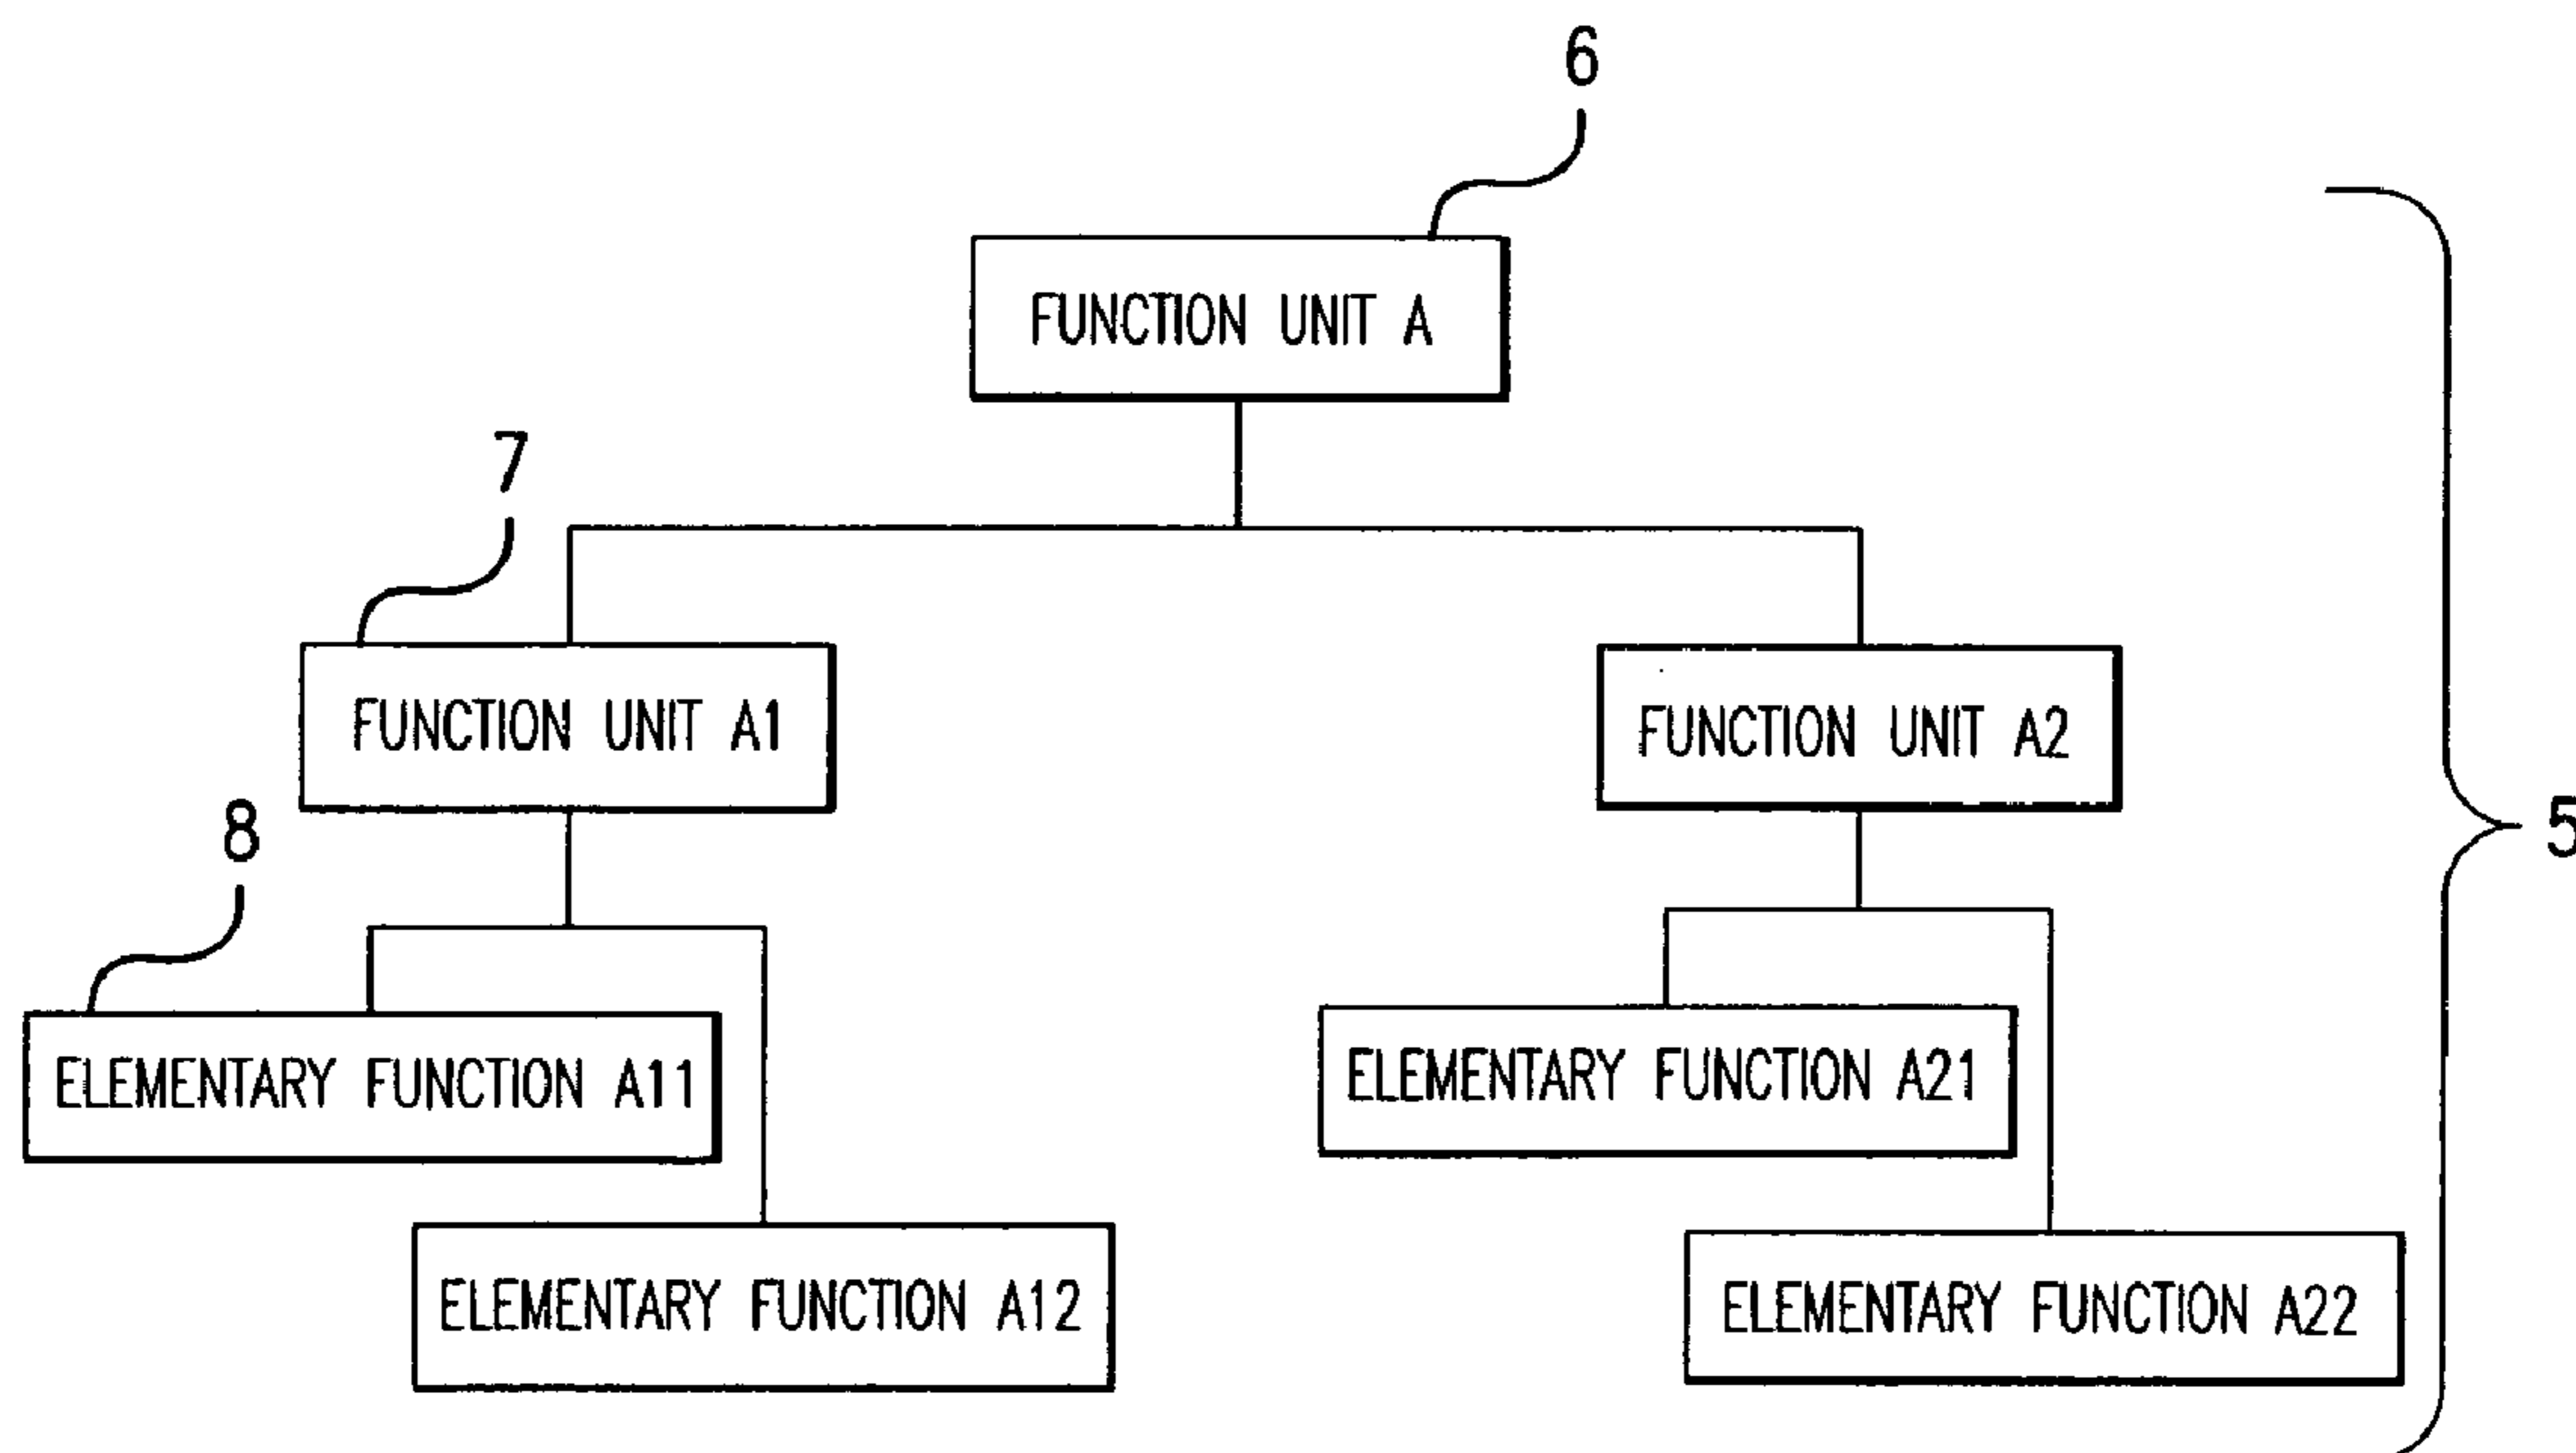 6
FUNCTION UNIT A
7
FUNCTION UNIT A1
FUNCTION UNIT A2
8
5
ELEMENTARY FUNCTION A11
ELEMENTARY FUNCTION A21
ELEMENTARY FUNCTION A12
ELEMENTARY FUNCTION A22